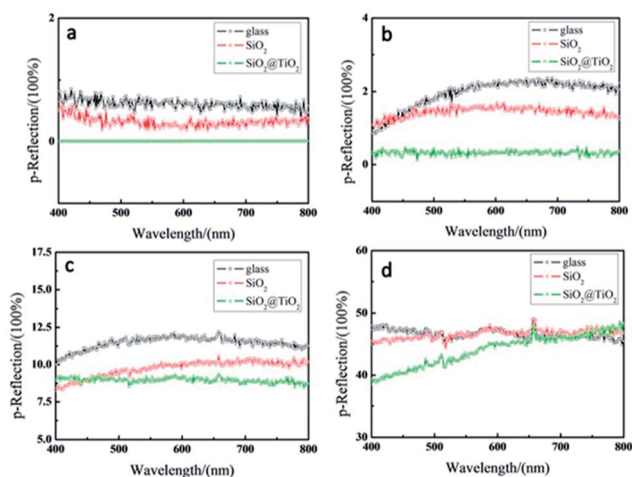 a
glass
SiO₂
SiO₂@TiO₂
p-Reflection/(100%)
2
1
0
400 500 600 700 800
Wavelength/(nm)
b
glass
SiO₂
SiO₂@TiO₂
p-Reflection/(100%)
4
2
0
400 500 600 700 800
Wavelength/(nm)
c
glass
SiO₂
SiO₂@TiO₂
p-Reflection/(100%)
17.5
15.0
12.5
10.0
7.5
5.0
400 500 600 700 800
Wavelength/(nm)
d
glass
SiO₂
SiO₂@TiO₂
p-Reflection/(100%)
60
50
40
30
400 500 600 700 800
Wavelength/(nm)